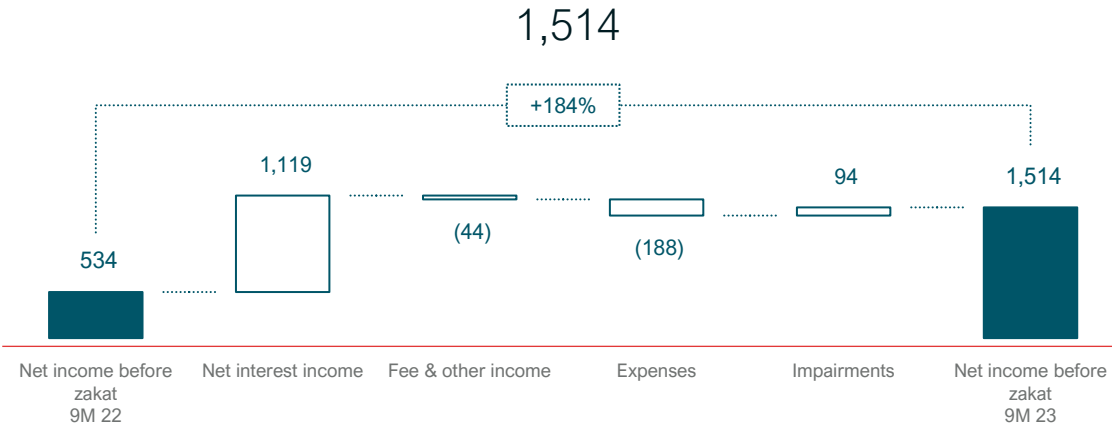 1,514
+184%
534
1,119
(44)
(188)
94
1,514
Net income before
zakat
9M 22
Net interest income
Fee & other income
Expenses
Impairments
Net income before
zakat
9M 23